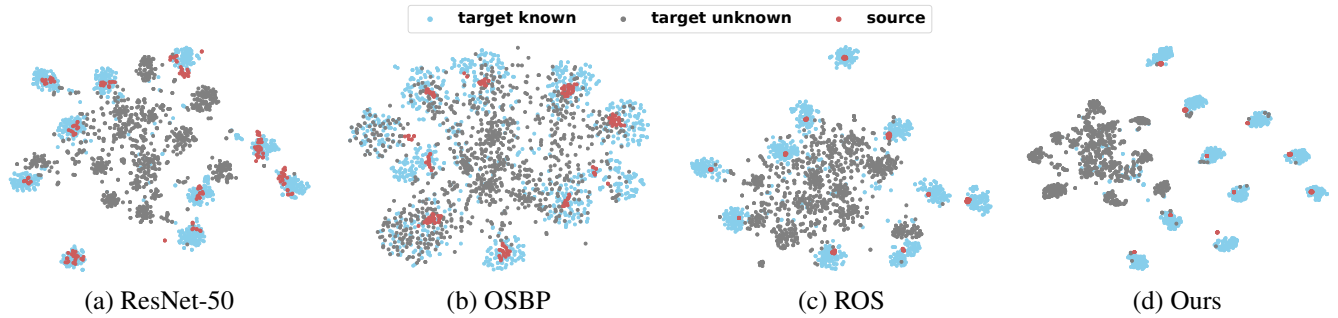 target known target unknown source
(a) ResNet-50 (b) OSBP (c) ROS (d) Ours